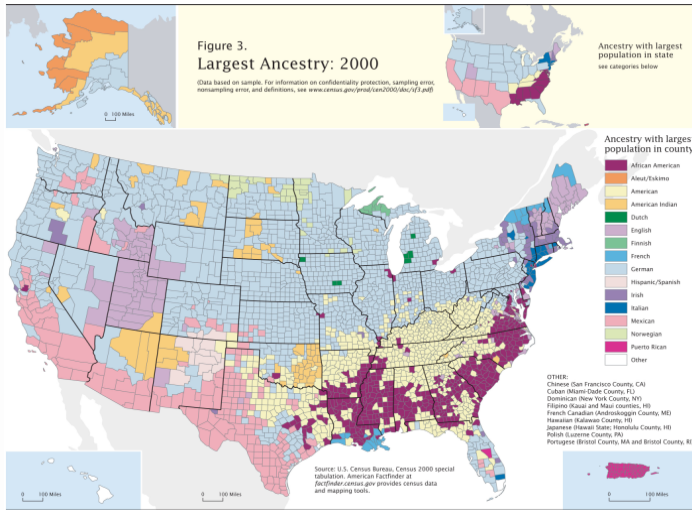 Figure 3.
Largest Ancestry: 2000
(Data based on sample. For information on confidentiality protection, sampling error,
nonsampling error, and definitions, see www.census.gov/prod/cen2000/doc/sf3.pdf)
0 100 Miles
Ancestry with largest
population in state
see categories below
0 100 Miles
Ancestry with larges
population in county
African American
Aleut/Eskimo
American
American Indian
Dutch
English
Finnish
French
German
Hispanic/Spanish
Irish
Italian
Mexican
Norwegian
Puerto Rican
Other
OTHER:
Chinese (San Francisco County, CA)
Cuban (Miami-Dade County, FL)
Dominican (New York County, NY)
Filipino (Kauai and Maui counties, HI)
French Canadian (Androskoggin County, ME)
Hawaiian (Kalawao County, HI)
Japanese (Hawaii State; Honolulu County, HI)
Polish (Luzerne County, PA)
Portugese (Bristol County, MA and Bristol County, R
Source: U.S. Census Bureau, Census 2000 special
tabulation. American Factfinder at
factfinder.census.gov provides census data
and mapping tools.
0 100 Miles
0 100 Miles
0 100 Miles